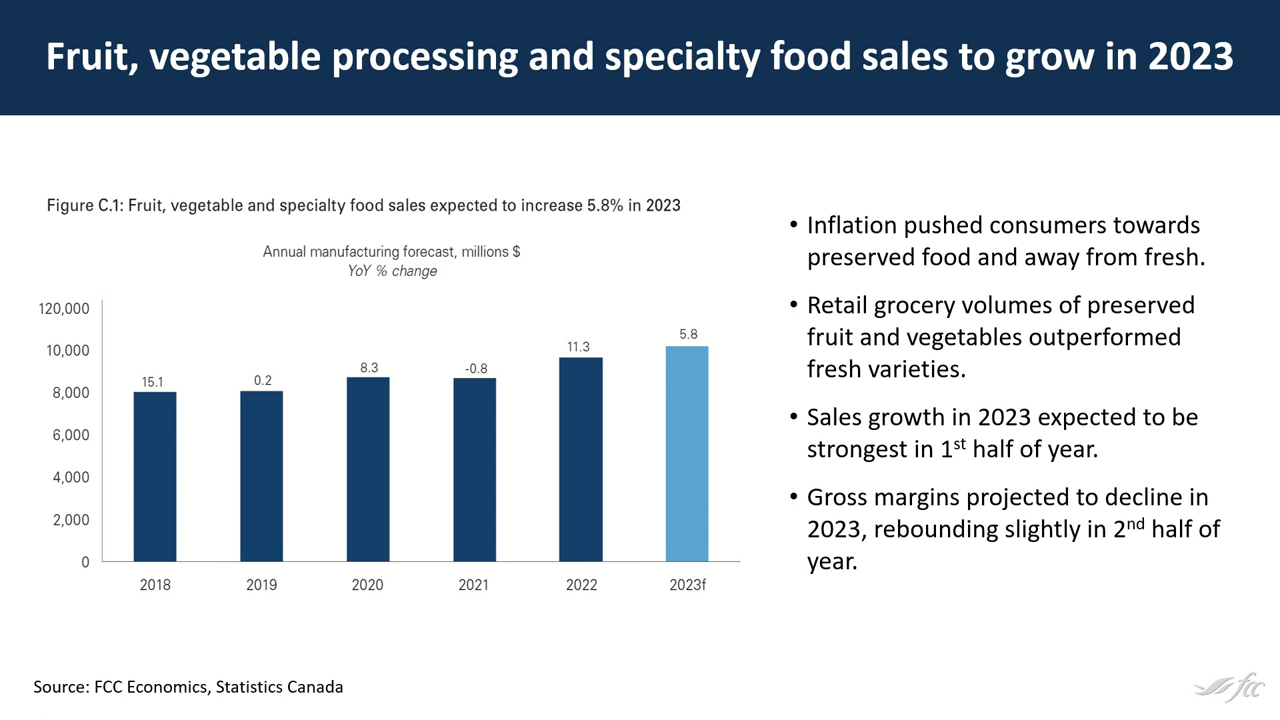 Fruit, vegetable processing and specialty food sales to grow in 2023
Figure C.1: Fruit, vegetable and specialty food sales expected to increase 5.8% in 2023
Annual manufacturing forecast, millions $
YoY % change
120,000
10,000
8,000
6,000
4,000
2,000
0
15.1
0.2
8.3
-0.8
11.3
5.8
2018
2019
2020
2021
2022
2023f
• Inflation pushed consumers towards
preserved food and away from fresh.
• Retail grocery volumes of preserved
fruit and vegetables outperformed
fresh varieties.
• Sales growth in 2023 expected to be
strongest in 1st half of year.
• Gross margins projected to decline in
2023, rebounding slightly in 2nd half of
year.
Source: FCC Economics, Statistics Canada
fcc